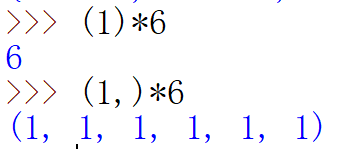 >>> (1)*6
6
>>> (1,)*6
(1, 1, 1, 1, 1, 1)